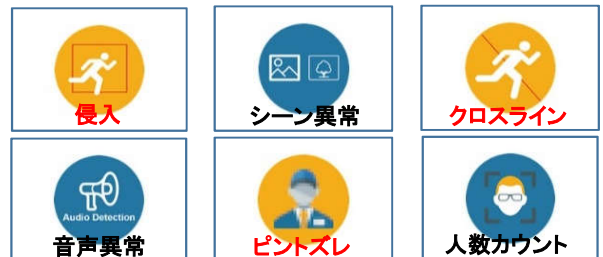 侵入
シーン異常
クロスライン
Audio Detection
音声異常
ピントズレ
人数カウント